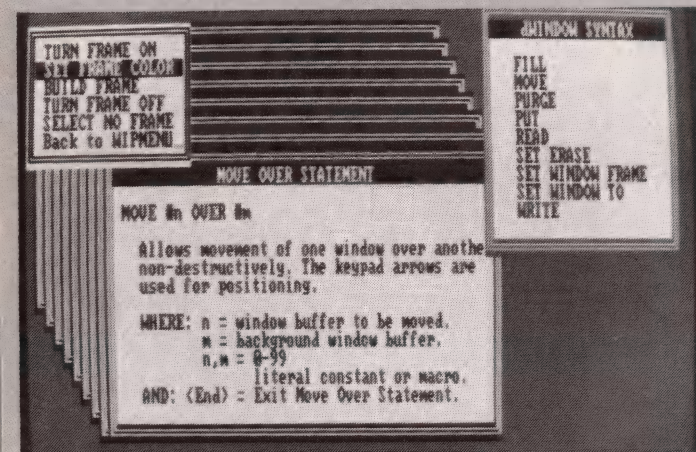 TURN FRAME ON
SET FRAME COLOR
BUILD FRAME
TURN FRAME OFF
SELECT NO FRAME
Back to WIPMENU
dWINDOW SYNTAX
FILL
MOVE
PURGE
PUT
READ
SET ERASE
SET WINDOW FRAME
SET WINDOW TO
WRITE
MOVE OVER STATEMENT
MOVE #n OVER #m
Allows movement of one window over anothe
non-destructively. The keypad arrows are
used for positioning.
WHERE: n = window buffer to be moved.
m = background window buffer.
n,m = 0-99
literal constant or macro.
AND: (End) = Exit Move Over Statement.